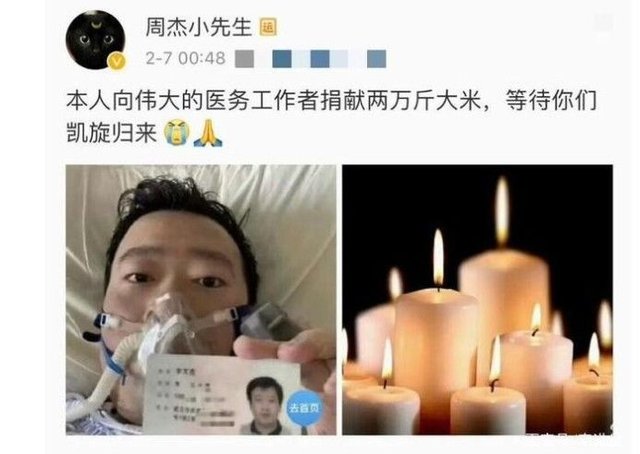 周杰小先生
运
2-7 00:48
本人向伟大的医务工作者捐献两万斤大米，等待你们
凯旋归来😭🙏
去首页